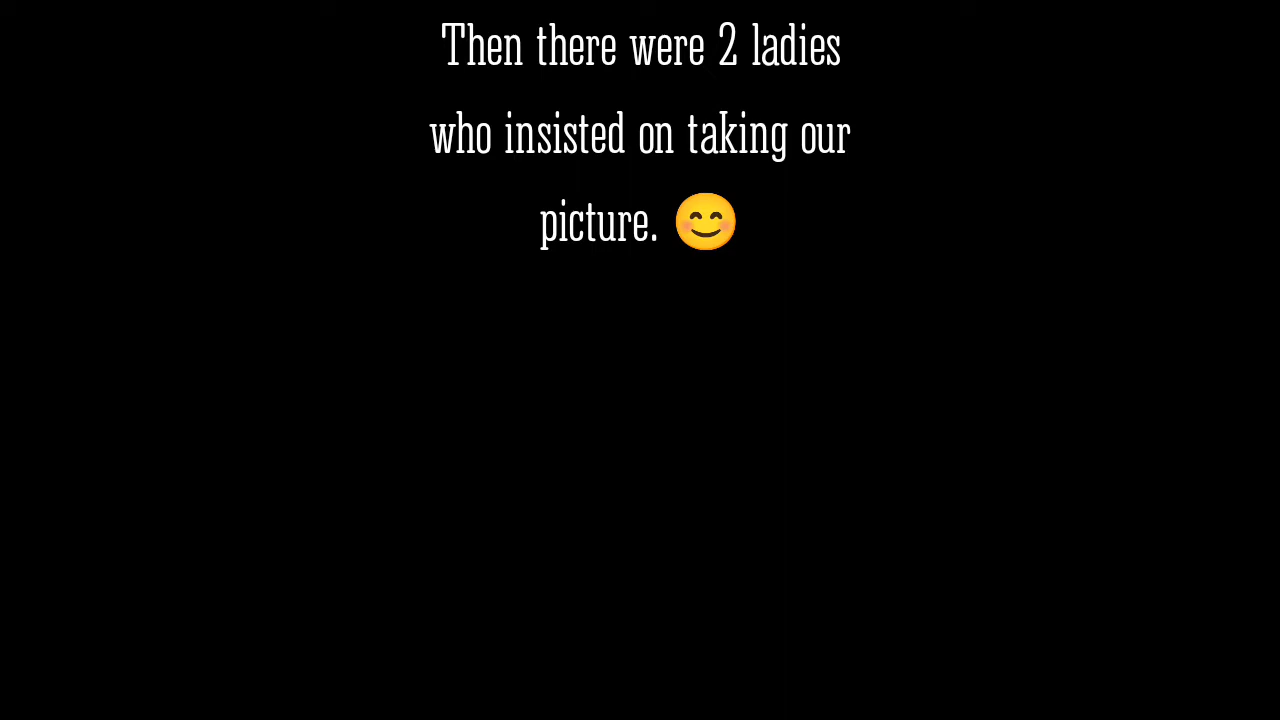 Then there were 2 ladies
who insisted on taking our
picture. 😊